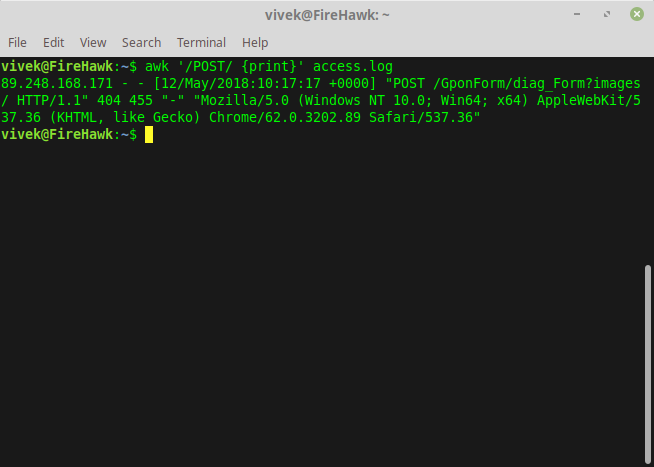 vivek@FireHawk: ~
File Edit View Search Terminal Help
vivek@FireHawk:~$ awk '/POST/ {print}' access.log
89.248.168.171 - - [12/May/2018:10:17:17 +0000] "POST /GponForm/diag_Form?images
/ HTTP/1.1" 404 455 "-" "Mozilla/5.0 (Windows NT 10.0; Win64; x64) AppleWebKit/5
37.36 (KHTML, like Gecko) Chrome/62.0.3202.89 Safari/537.36"
vivek@FireHawk:~$